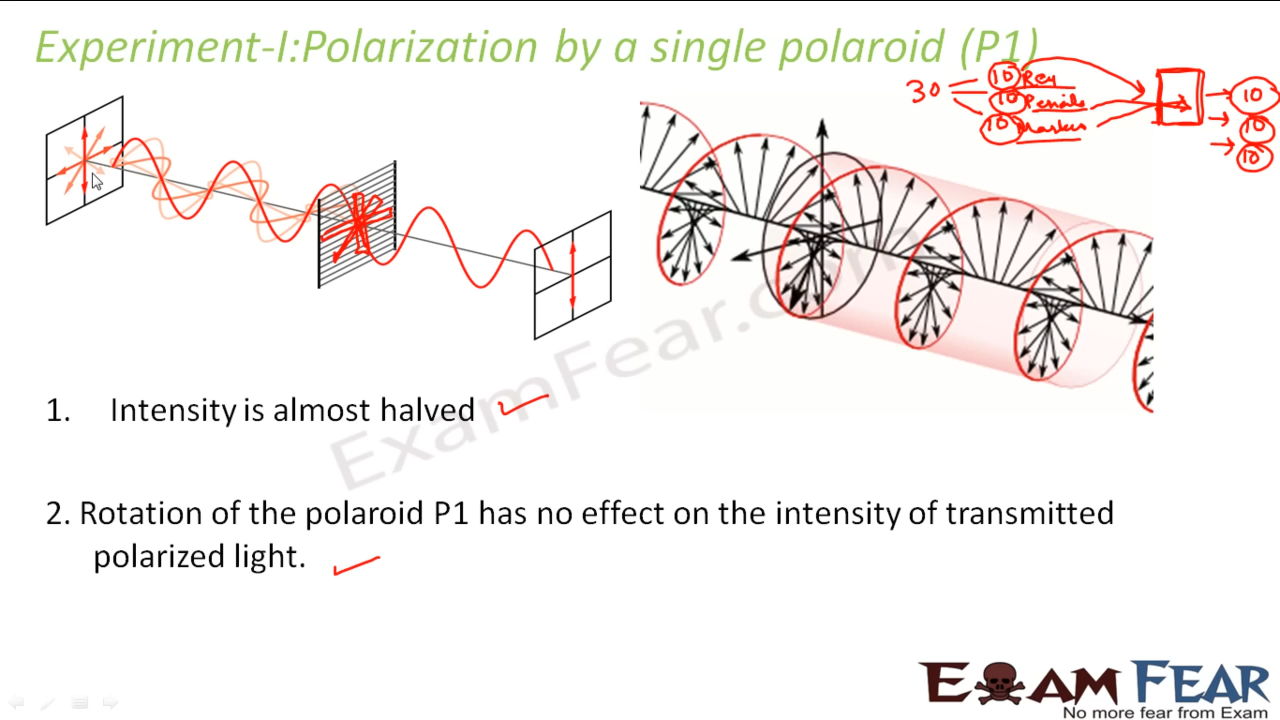 Experiment-I:Polarization by a single polaroid (P1)
30
10 Pen
10 Pencils
10 Markers
10
10
10
1. Intensity is almost halved
2. Rotation of the polaroid P1 has no effect on the intensity of transmitted
polarized light.
ExamFear.com
EXAM FEAR
No more fear from Exam